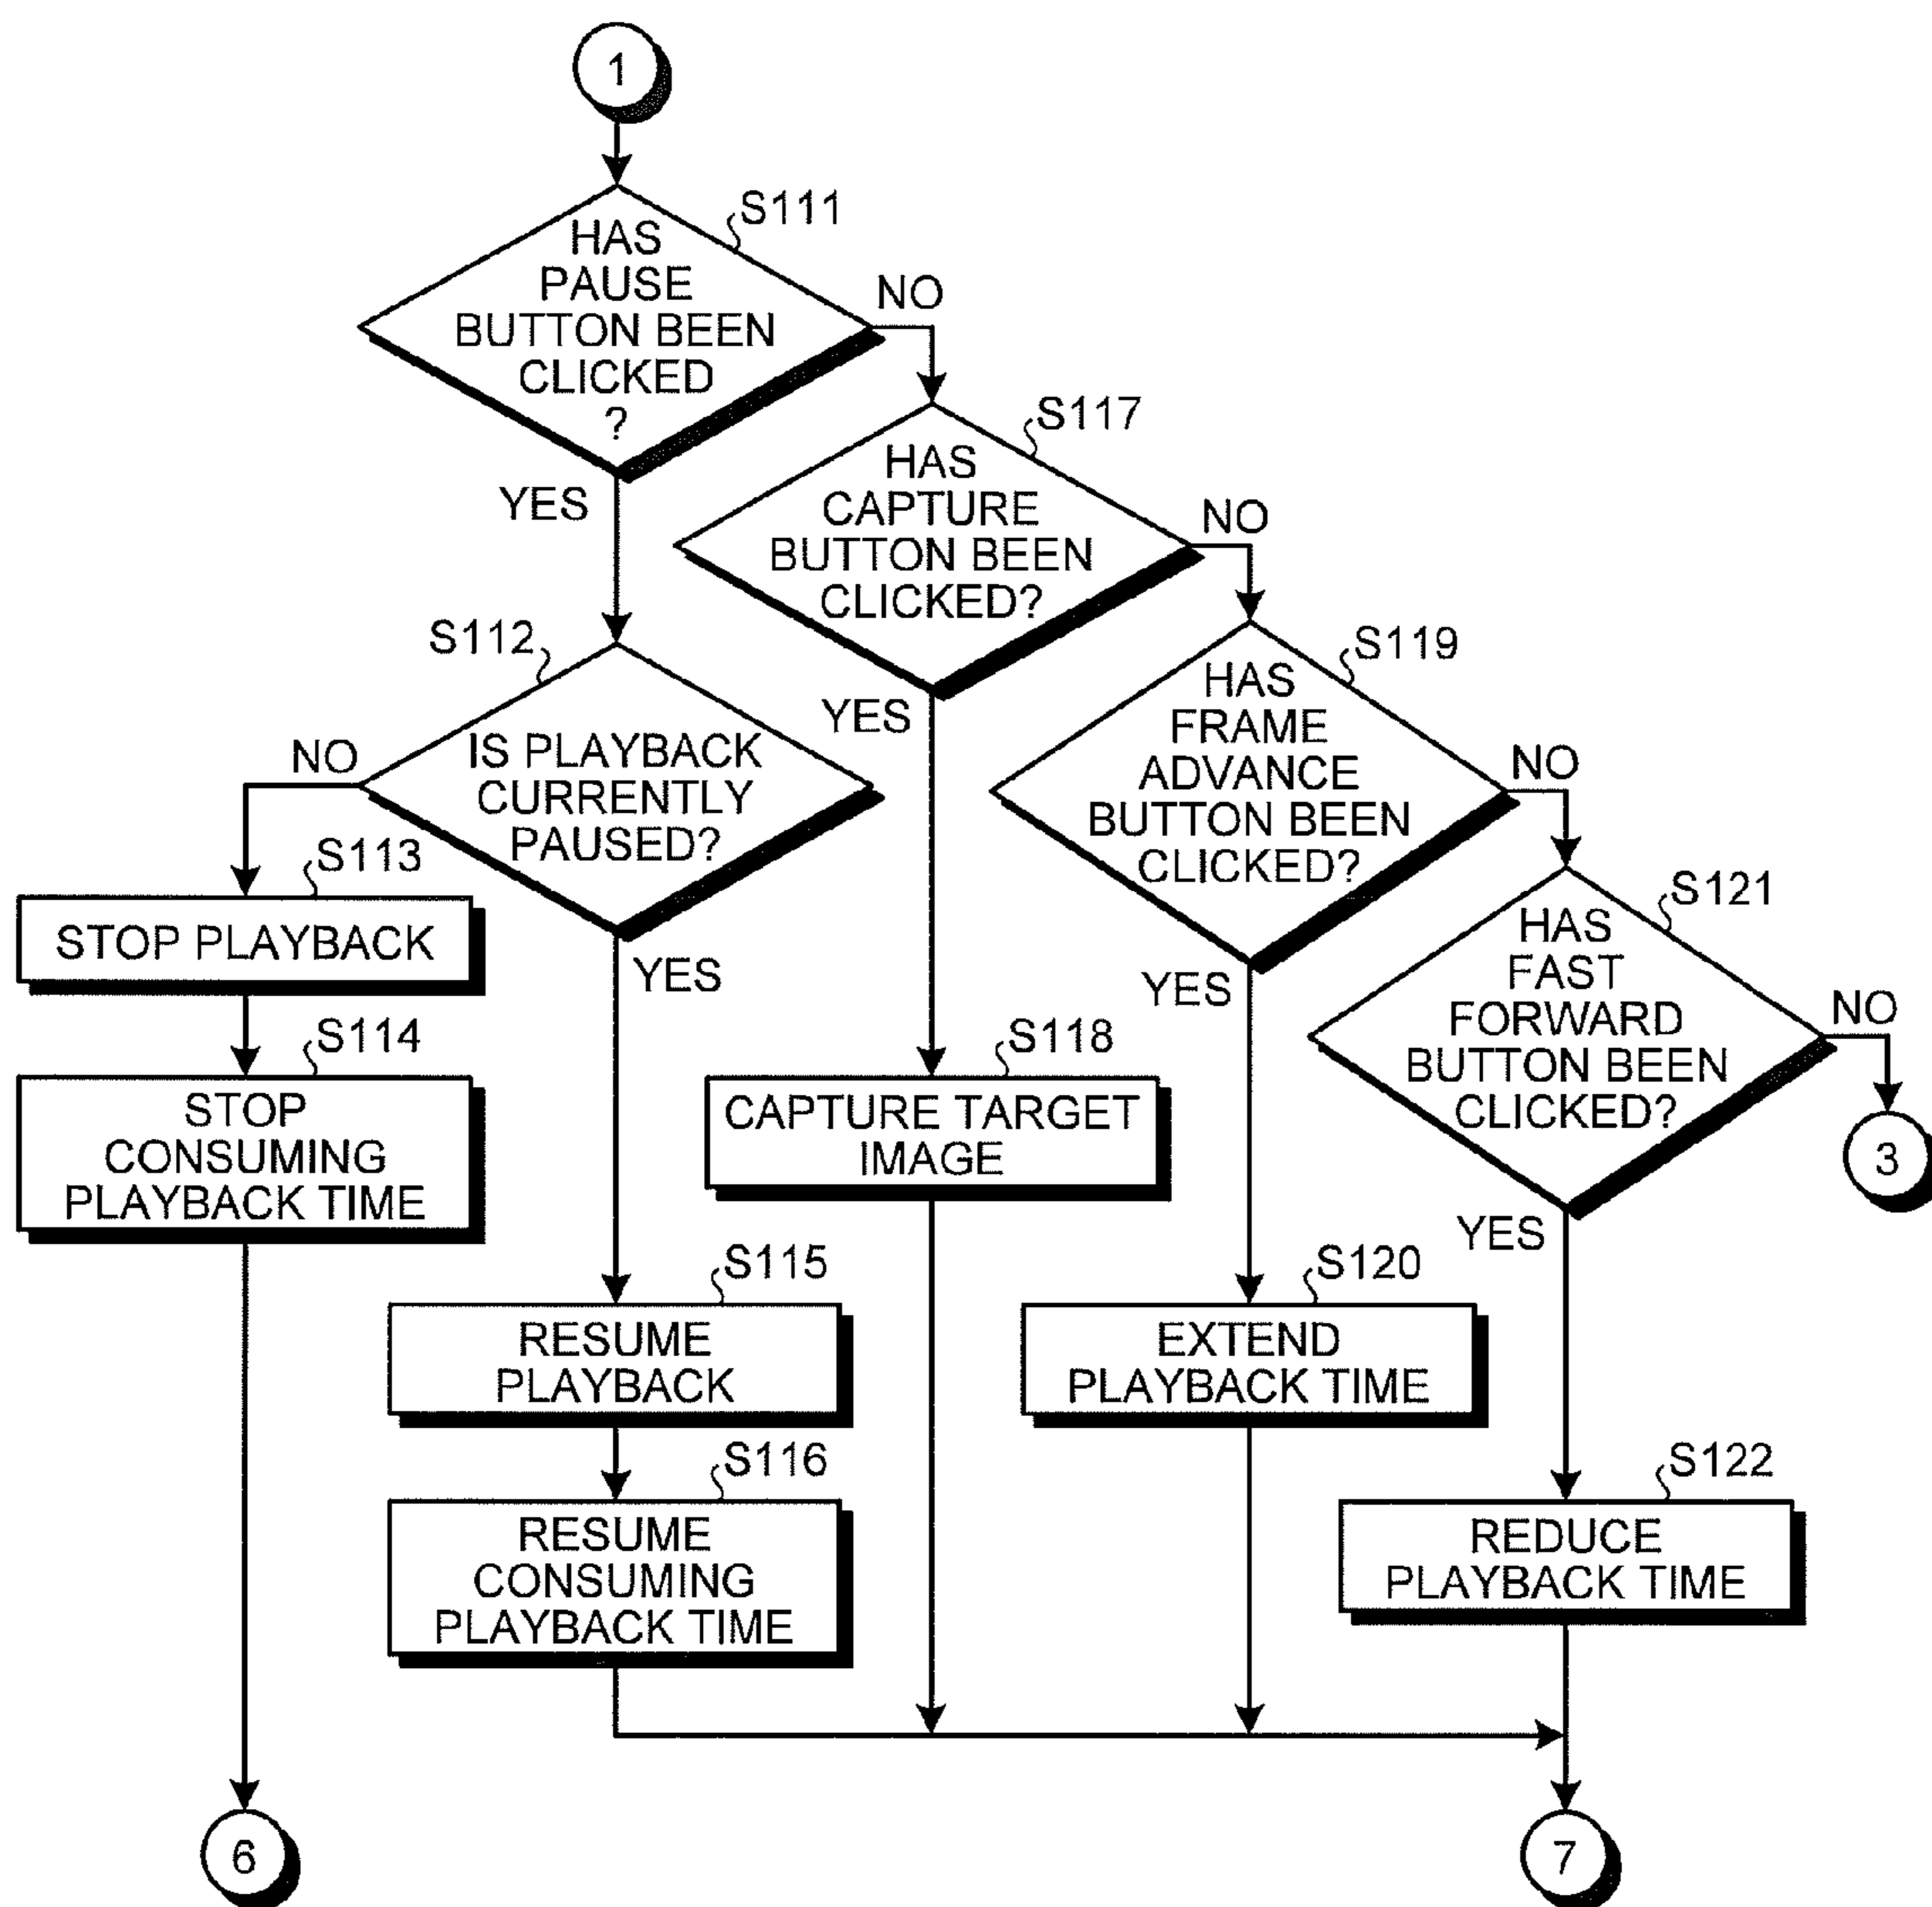 1
S111
HAS
PAUSE
BUTTON BEEN
CLICKED
?
NO
YES
S117
HAS
CAPTURE
BUTTON BEEN
CLICKED?
NO
YES
S112
IS PLAYBACK
CURRENTLY
PAUSED?
NO
YES
S119
HAS
FRAME
ADVANCE
BUTTON BEEN
CLICKED?
NO
YES
S113
STOP PLAYBACK
S121
HAS
FAST
FORWARD
BUTTON BEEN
CLICKED?
NO
YES
3
S114
STOP
CONSUMING
PLAYBACK TIME
S118
CAPTURE TARGET
IMAGE
S115
RESUME
PLAYBACK
S120
EXTEND
PLAYBACK TIME
S116
RESUME
CONSUMING
PLAYBACK TIME
S122
REDUCE
PLAYBACK TIME
6
7